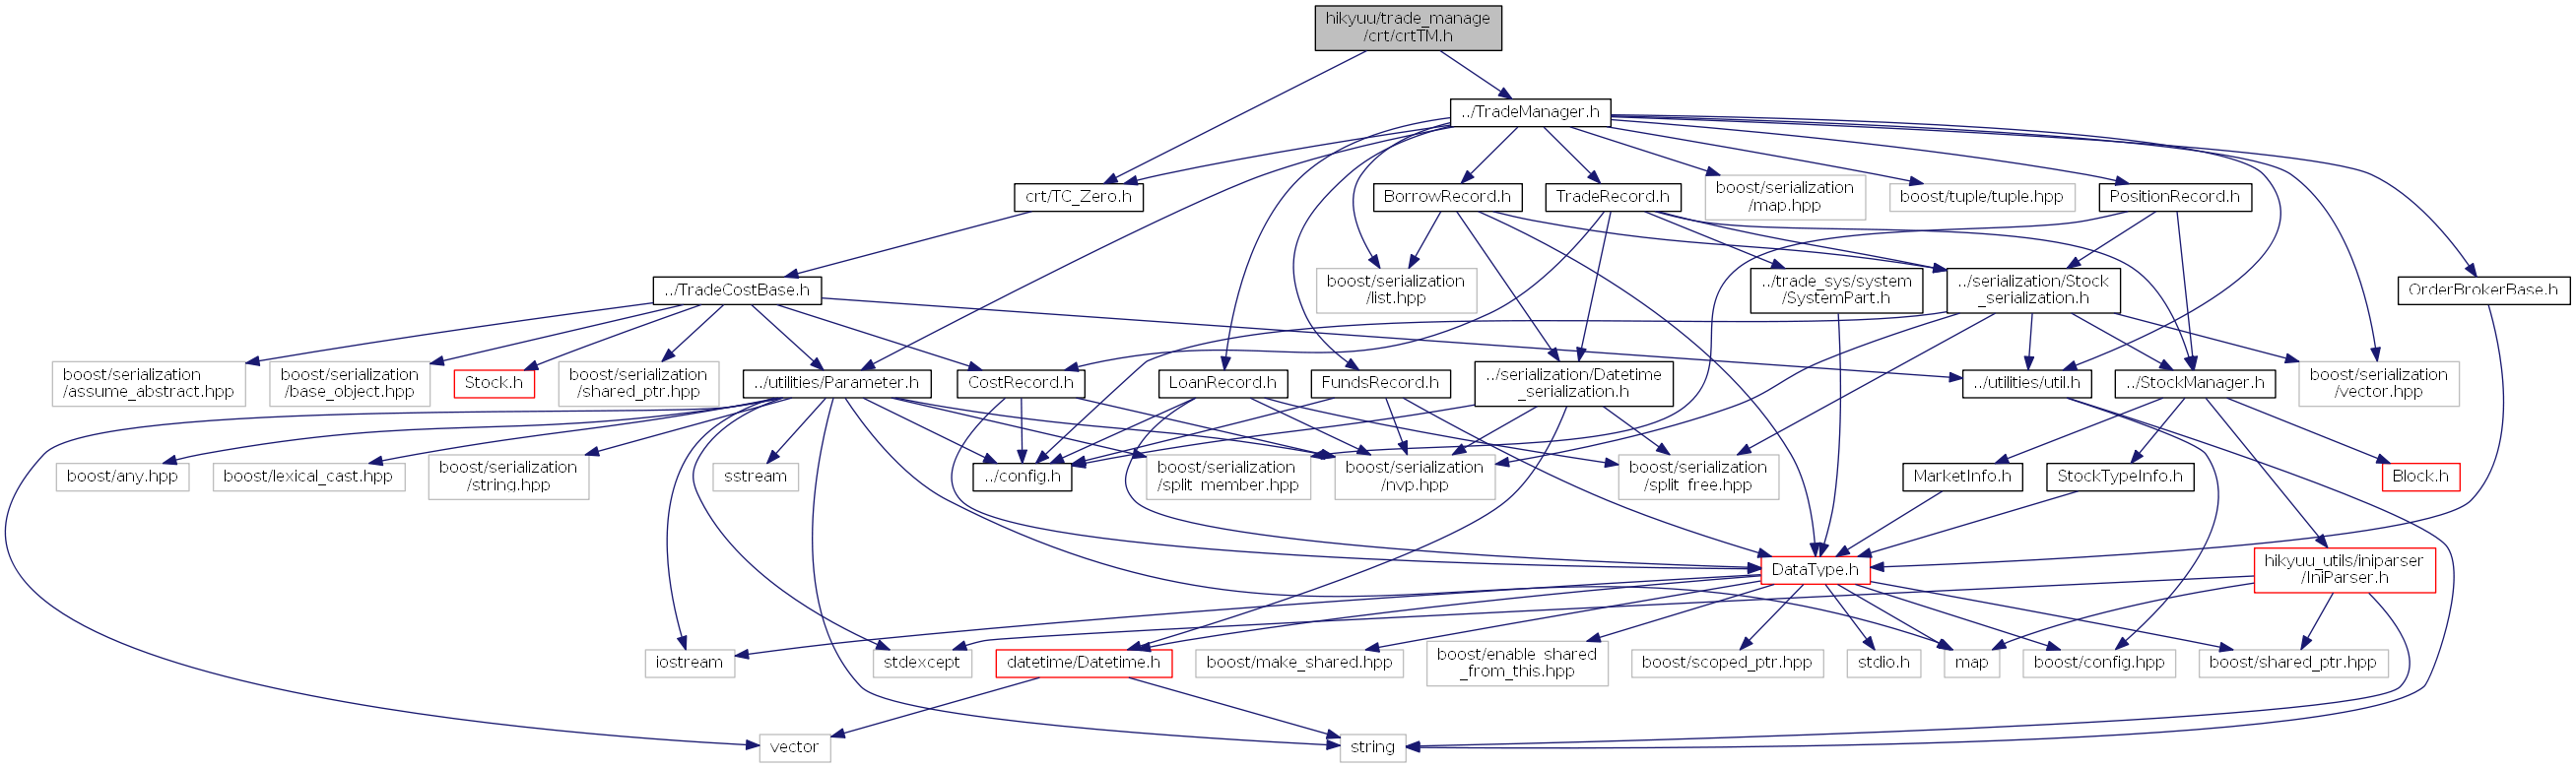 hikyuu/trade_manage
/crt/crtTM.h
../TradeManager.h
crt/TC_Zero.h
BorrowRecord.h
TradeRecord.h
boost/serialization
/map.hpp
boost/tuple/tuple.hpp
PositionRecord.h
../TradeCostBase.h
boost/serialization
/list.hpp
../trade_sys/system
/SystemPart.h
../serialization/Stock
_serialization.h
OrderBrokerBase.h
boost/serialization
/assume_abstract.hpp
boost/serialization
/base_object.hpp
Stock.h
boost/serialization
/shared_ptr.hpp
../utilities/Parameter.h
CostRecord.h
LoanRecord.h
FundsRecord.h
../serialization/Datetime
_serialization.h
../utilities/util.h
../StockManager.h
boost/serialization
/vector.hpp
boost/any.hpp
boost/lexical_cast.hpp
boost/serialization
/string.hpp
sstream
../config.h
boost/serialization
/split_member.hpp
boost/serialization
/nvp.hpp
boost/serialization
/split_free.hpp
MarketInfo.h
StockTypeInfo.h
Block.h
DataType.h
hikyuu_utils/iniparser
/IniParser.h
iostream
stdexcept
datetime/Datetime.h
boost/make_shared.hpp
boost/enable_shared
_from_this.hpp
boost/scoped_ptr.hpp
stdio.h
map
boost/config.hpp
boost/shared_ptr.hpp
vector
string